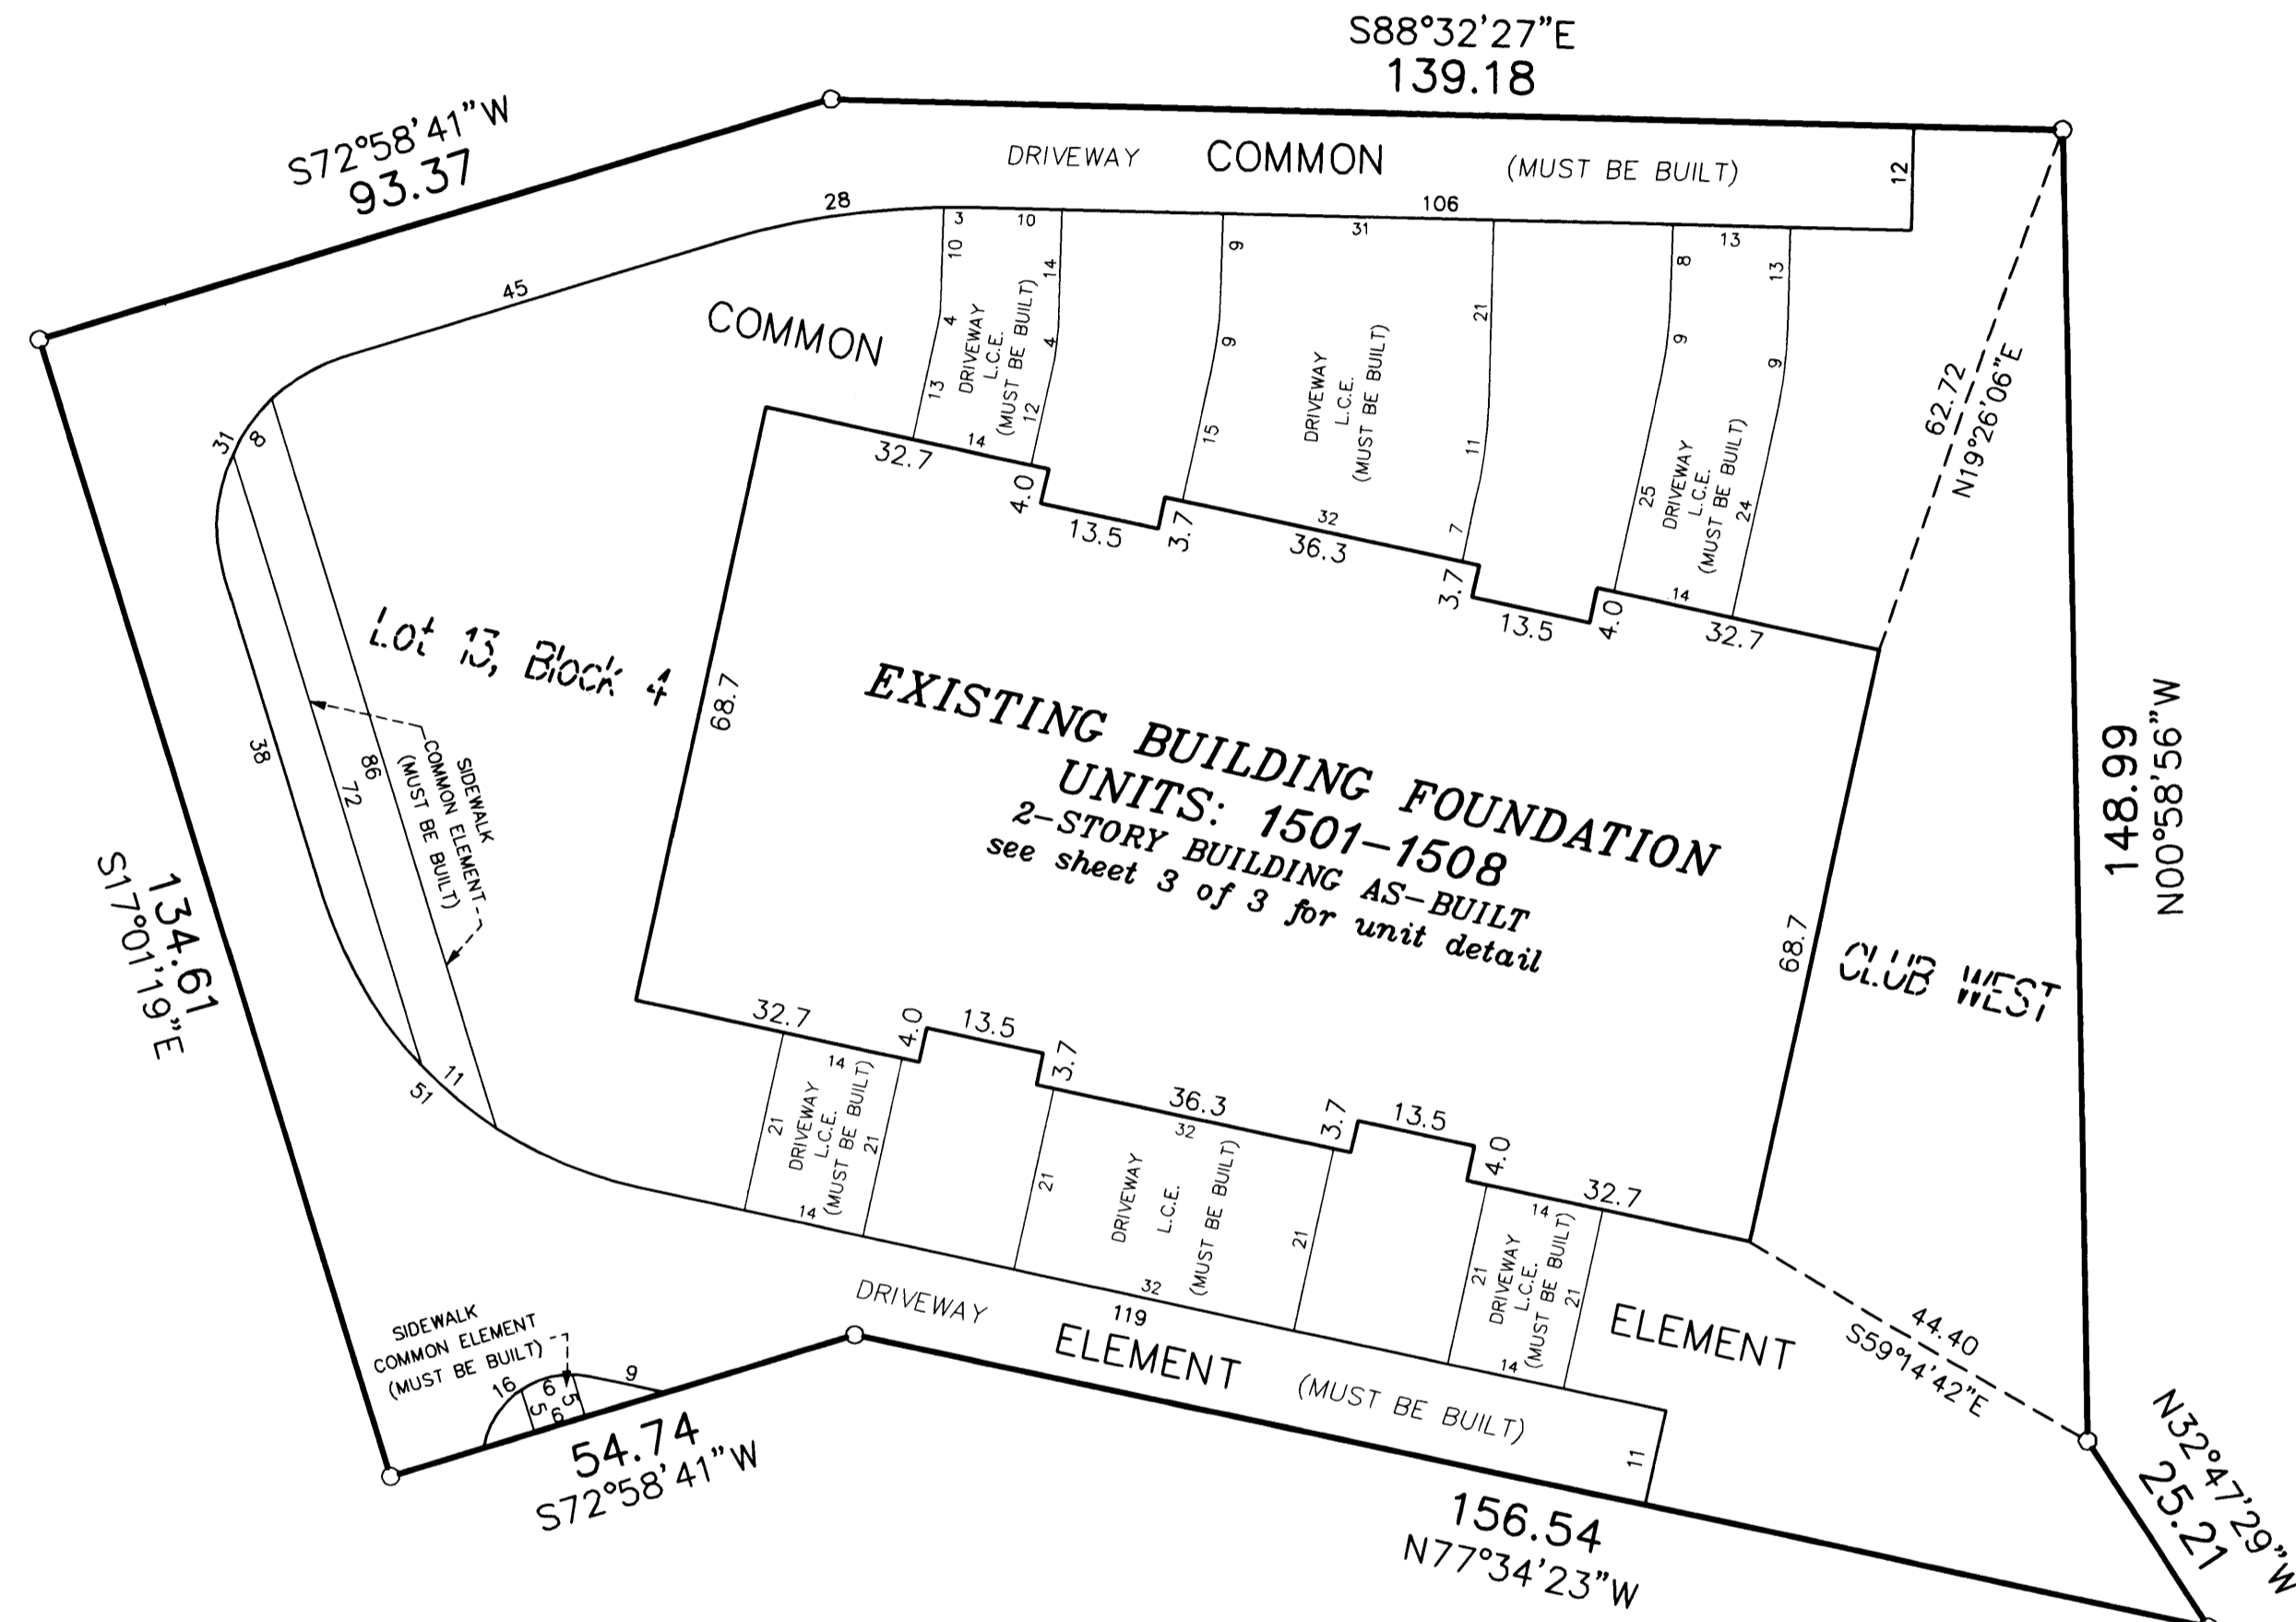 S88°32'27"E
139.18
S72°58'41"W
93.37
DRIVEWAY COMMON (MUST BE BUILT)
12
28
3
10
106
31
13
45
10
4
13
DRIVEWAY
L.C.E.
(MUST BE BUILT)
14
4
12
14
9
9
15
DRIVEWAY
L.C.E.
(MUST BE BUILT)
21
11
7
32
8
9
25
DRIVEWAY
L.C.E.
(MUST BE BUILT)
13
9
24
14
COMMON
62.72
N19°26'06"E
32.7
4.0
13.5
3.7
36.3
3.7
13.5
4.0
32.7
31
8
Lot 13, Block 4
68.7
38
86
72
SIDEWALK
COMMON ELEMENT
(MUST BE BUILT)
EXISTING BUILDING FOUNDATION
UNITS: 1501-1508
2-STORY BUILDING AS-BUILT
see sheet 3 of 3 for unit detail
68.7
CLUB WEST
148.99
N00°58'56"W
134.61
S17°01'19"E
32.7
4.0
13.5
3.7
36.3
3.7
13.5
4.0
32.7
11
51
14
21
DRIVEWAY
L.C.E.
(MUST BE BUILT)
21
14
32
21
DRIVEWAY
L.C.E.
(MUST BE BUILT)
21
32
14
21
DRIVEWAY
L.C.E.
(MUST BE BUILT)
21
14
DRIVEWAY
119
ELEMENT
(MUST BE BUILT)
11
ELEMENT
44.40
S59°14'42"E
SIDEWALK
COMMON ELEMENT
(MUST BE BUILT)
16
6
5
5
6
9
54.74
S72°58'41"W
156.54
N77°34'23"W
N32°47'29"W
25.21